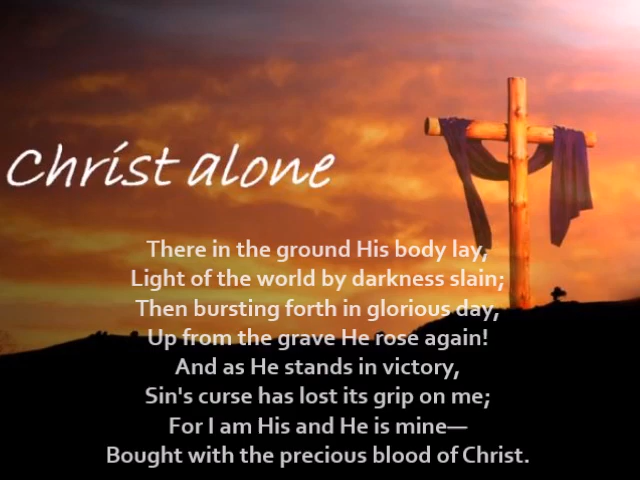 Christ alone
There in the ground His body lay,
Light of the world by darkness slain;
Then bursting forth in glorious day,
Up from the grave He rose again!
And as He stands in victory,
Sin's curse has lost its grip on me;
For I am His and He is mine—
Bought with the precious blood of Christ.